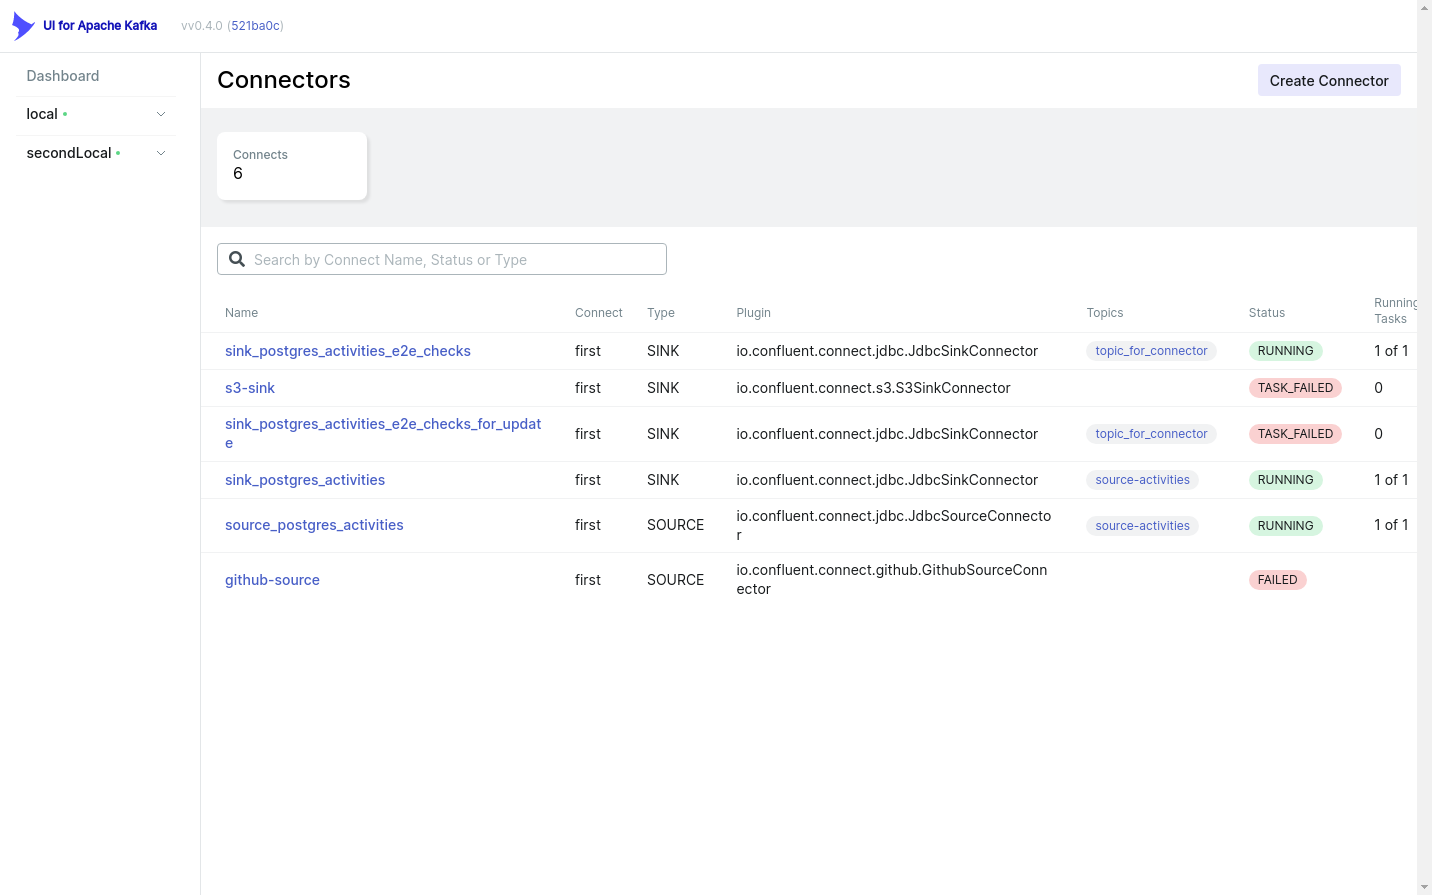 UI for Apache Kafka vv0.4.0 (521ba0c)
Dashboard
local
secondLocal
Connectors
Create Connector
Connects
6
Search by Connect Name, Status or Type
Name Connect Type Plugin Topics Status Running
Tasks
sink_postgres_activities_e2e_checks first SINK io.confluent.connect.jdbc.JdbcSinkConnector topic_for_connector RUNNING 1 of 1
s3-sink first SINK io.confluent.connect.s3.S3SinkConnector TASK_FAILED 0
sink_postgres_activities_e2e_checks_for_updat
e first SINK io.confluent.connect.jdbc.JdbcSinkConnector topic_for_connector TASK_FAILED 0
sink_postgres_activities first SINK io.confluent.connect.jdbc.JdbcSinkConnector source-activities RUNNING 1 of 1
source_postgres_activities first SOURCE io.confluent.connect.jdbc.JdbcSourceConnecto
r source-activities RUNNING 1 of 1
github-source first SOURCE io.confluent.connect.github.GithubSourceConn
ector FAILED